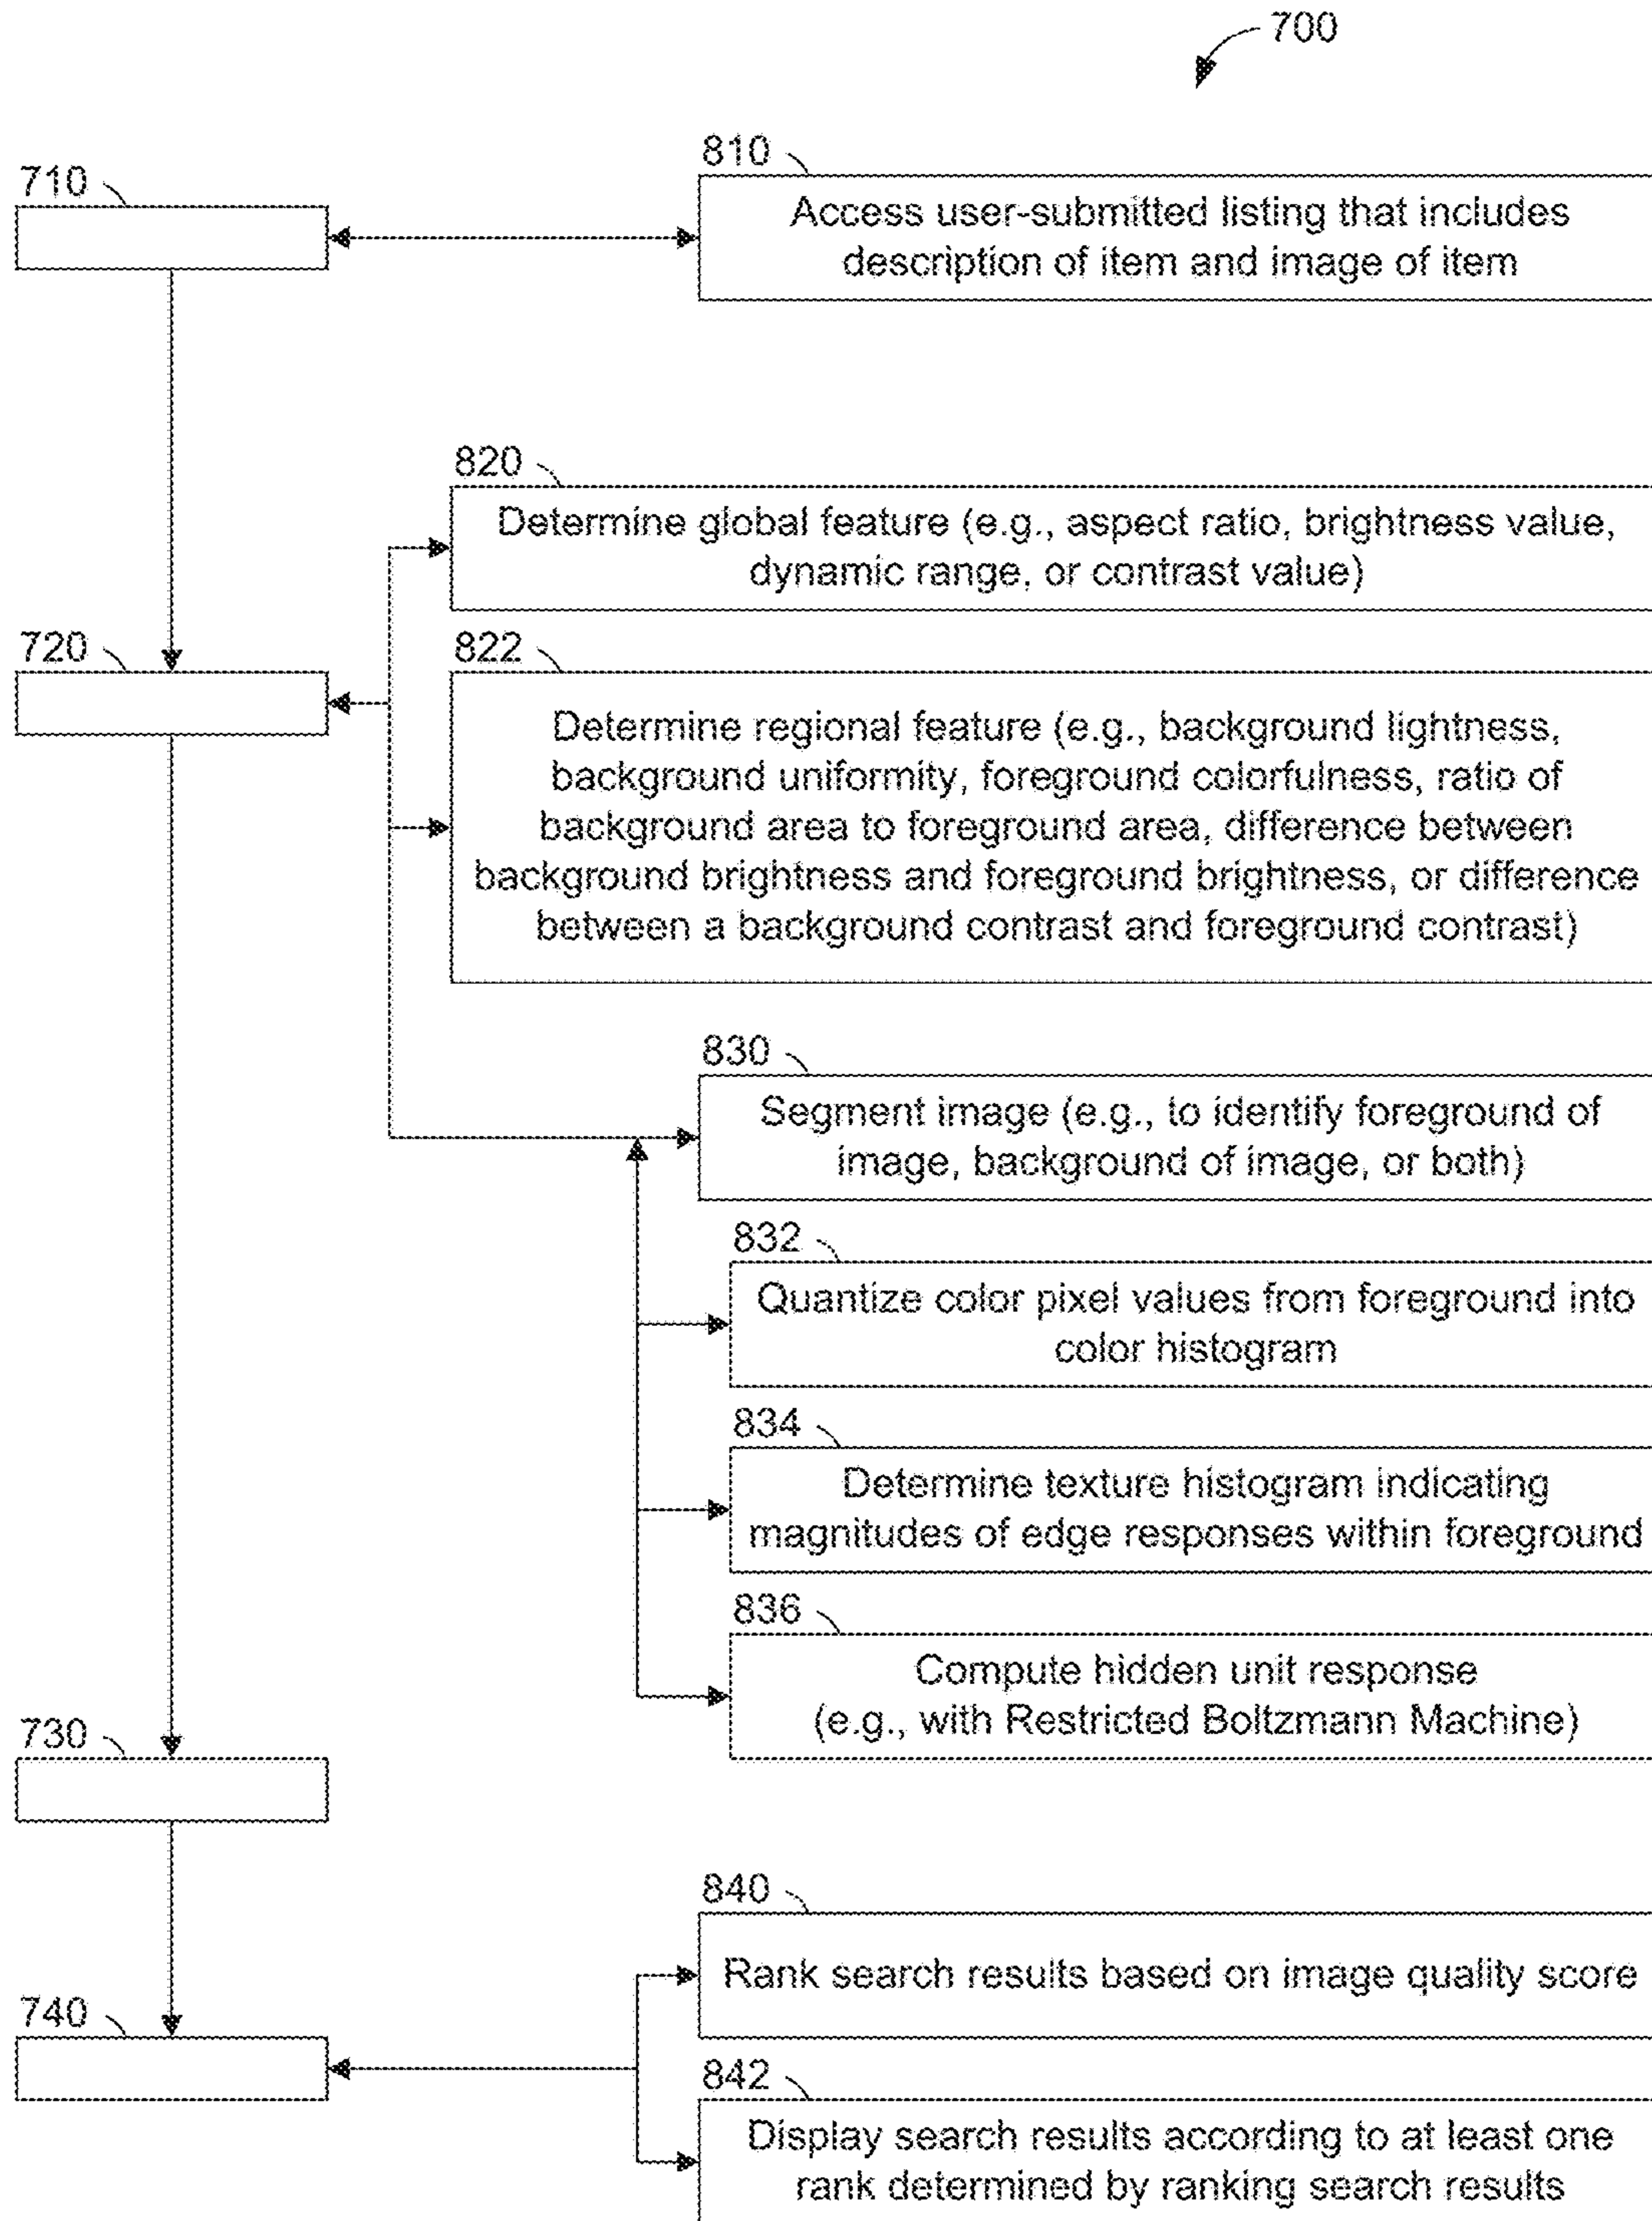 700
710
810
Access user-submitted listing that includes
description of item and image of item
820
Determine global feature (e.g., aspect ratio, brightness value,
dynamic range, or contrast value)
720
822
Determine regional feature (e.g., background lightness,
background uniformity, foreground colorfulness, ratio of
background area to foreground area, difference between
background brightness and foreground brightness, or difference
between a background contrast and foreground contrast)
830
Segment image (e.g., to identify foreground of
image, background of image, or both)
832
Quantize color pixel values from foreground into
color histogram
834
Determine texture histogram indicating
magnitudes of edge responses within foreground
836
Compute hidden unit response
(e.g., with Restricted Boltzmann Machine)
730
840
Rank search results based on image quality score
740
842
Display search results according to at least one
rank determined by ranking search results